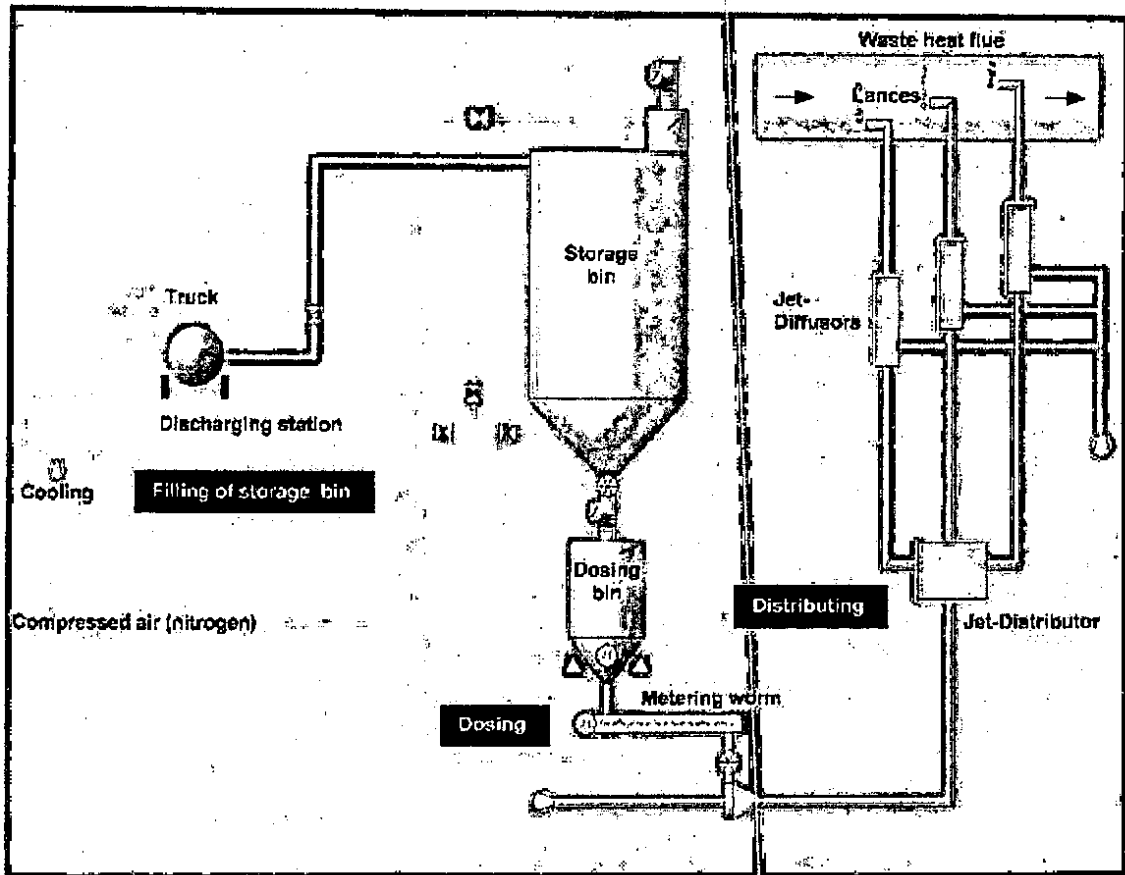 Waste heat flue
Lances
Storage
bin
Truck
Jet-
Diffusors
Discharging station
Cooling
Filling of storage bin
Dosing
bin
Distributing
Compressed air (nitrogen)
Jet-Distributor
Metering worm
Dosing